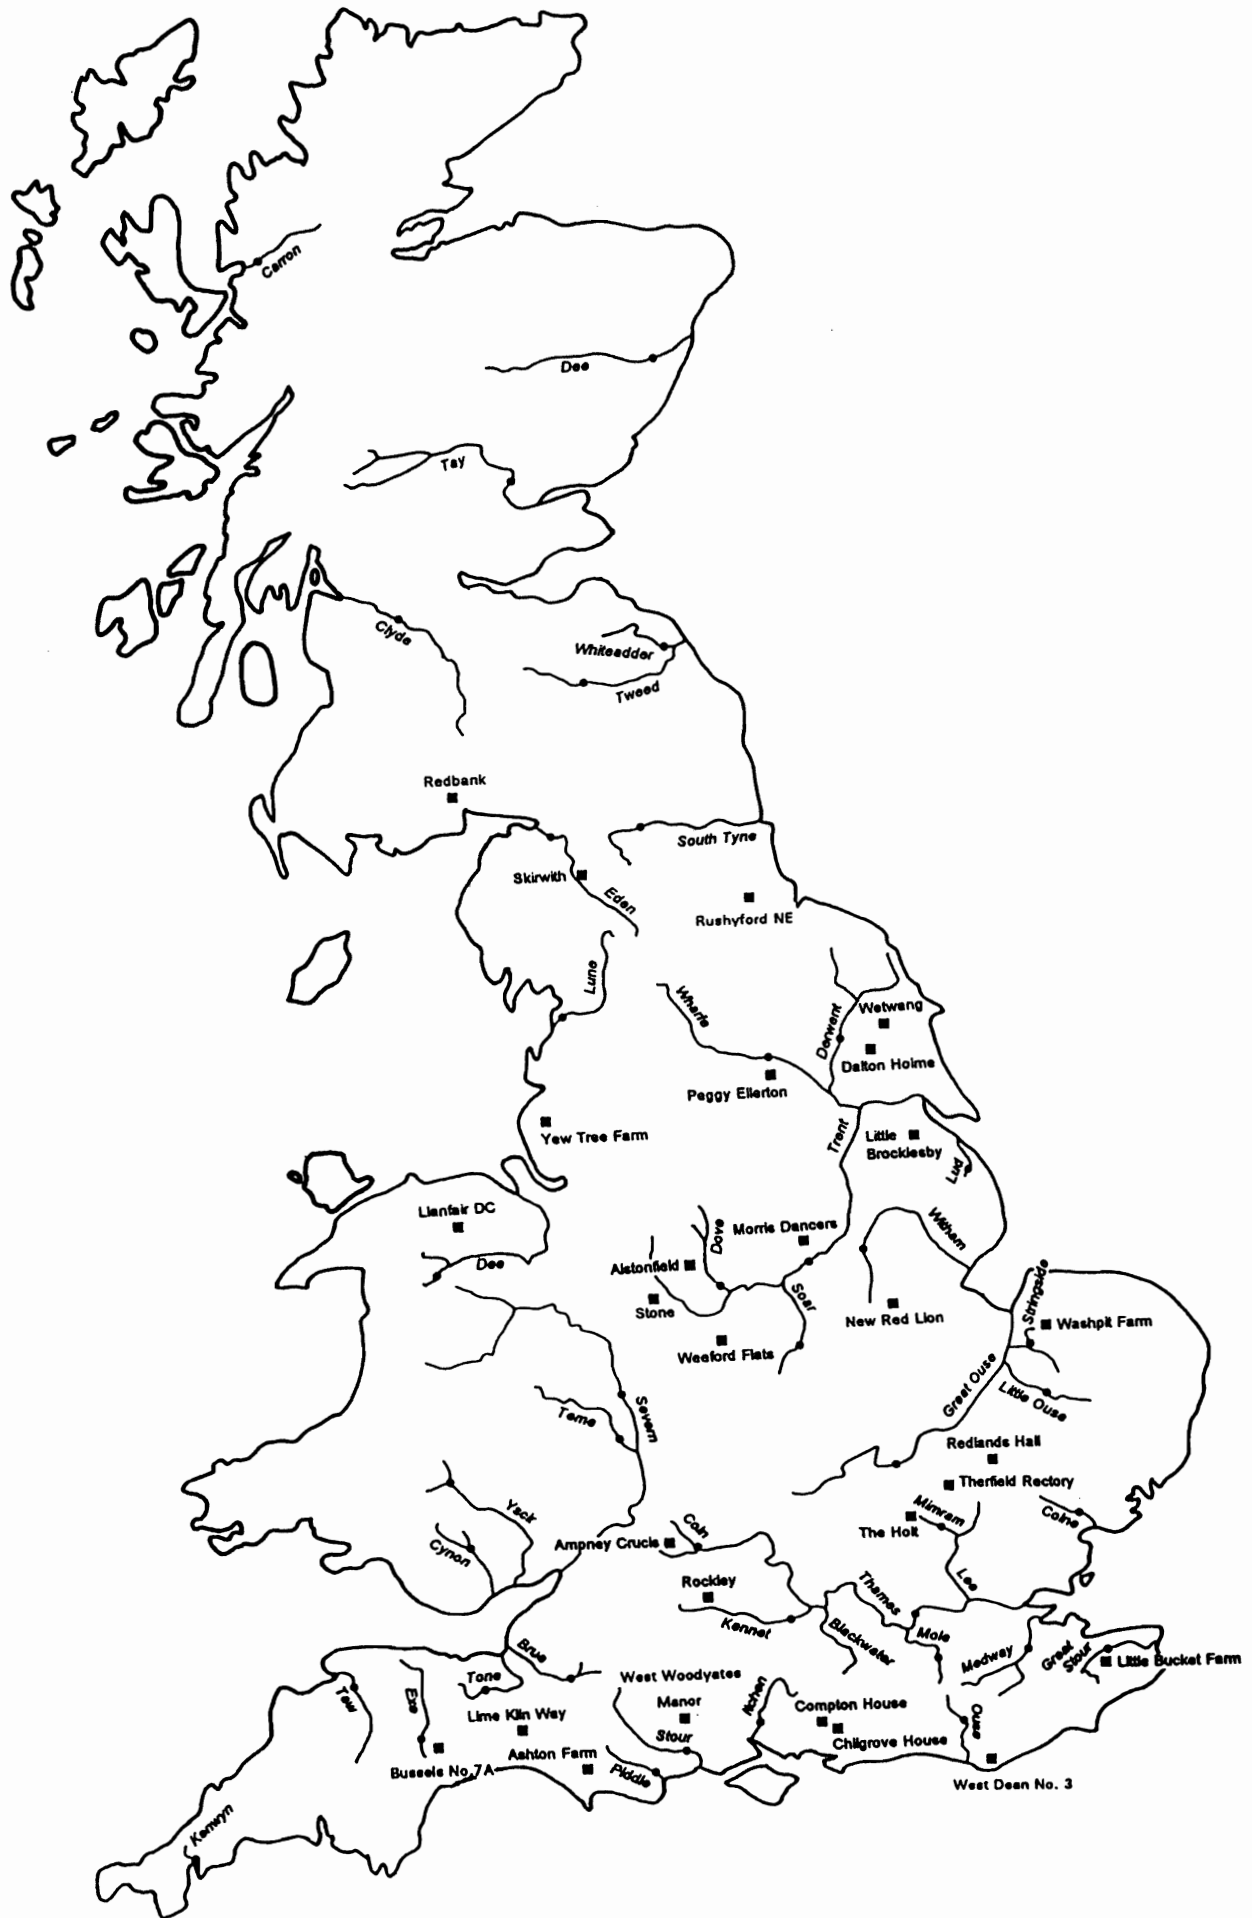 Carron
Dee
Tay
Clyde
Whiteadder
Tweed
Redbank
South Tyne
Skirwith
Eden
Rushyford NE
Lune
Wharfe
Derwent
Wetwang
Dalton Holme
Peggy Ellerton
Yew Tree Farm
Trent
Little
Brocklesby
Lud
Llanfair DC
Dee
Dove
Morris Dancers
Witham
Alstonfield
Stone
Soar
New Red Lion
Stringside
Washpit Farm
Weeford Flats
Great Ouse
Little Ouse
Severn
Teme
Redlands Hall
Therfield Rectory
Yscir
Cynon
Ampney Crucis
Coln
Mimram
The Holt
Colne
Lee
Rockley
Kennet
Thames
Blackwater
Mole
Medway
Great
Stour
Little Bucket Farm
Brue
Tone
Taw
Exe
West Woodyates
Manor
Itchen
Compton House
Chilgrove House
Ouse
Lime Kiln Way
Stour
Ashton Farm
Bussels No.7A
Piddle
West Dean No. 3
Kenwyn